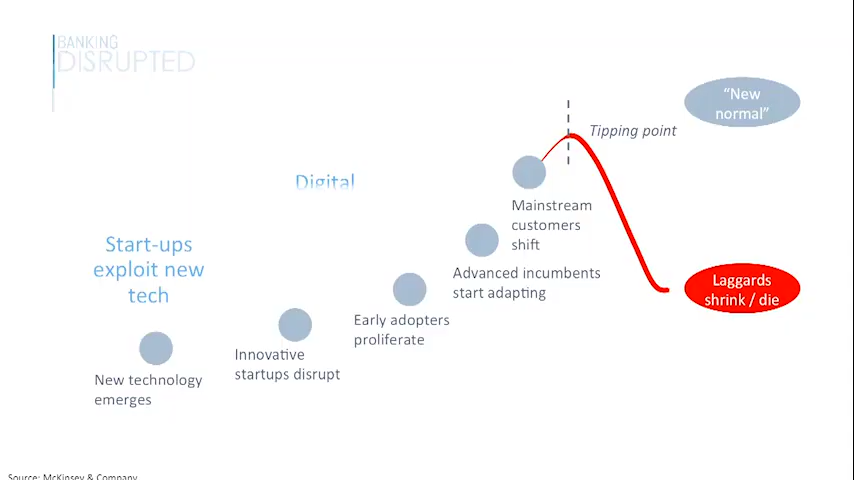 BANKING
DISRUPTED
“New
normal”
Tipping point
Digital
Mainstream
customers
shift
Start-ups
exploit new
tech
Advanced incumbents
start adapting
Laggards
shrink / die
Early adopters
proliferate
Innovative
startups disrupt
New technology
emerges
Source: McKinsey & Company